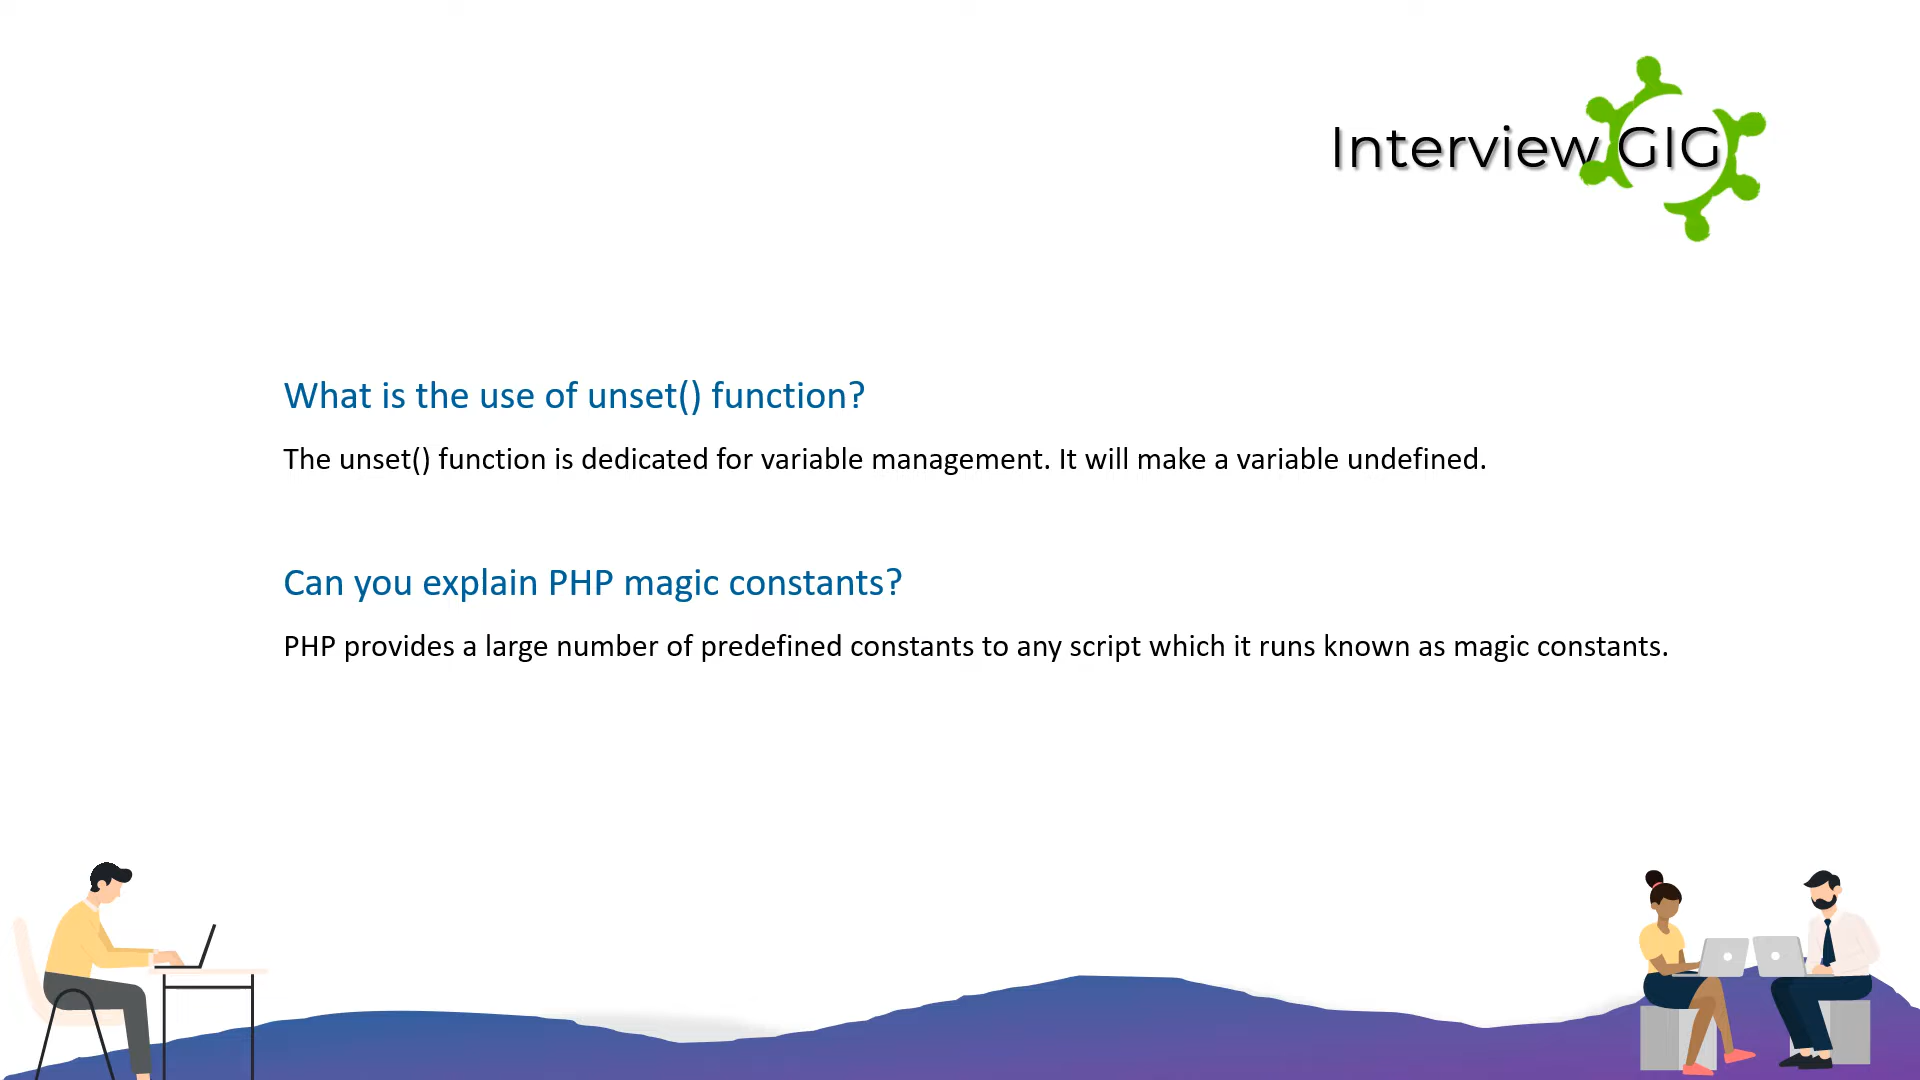 Interview GIG
What is the use of unset() function?
The unset() function is dedicated for variable management. It will make a variable undefined.
Can you explain PHP magic constants?
PHP provides a large number of predefined constants to any script which it runs known as magic constants.